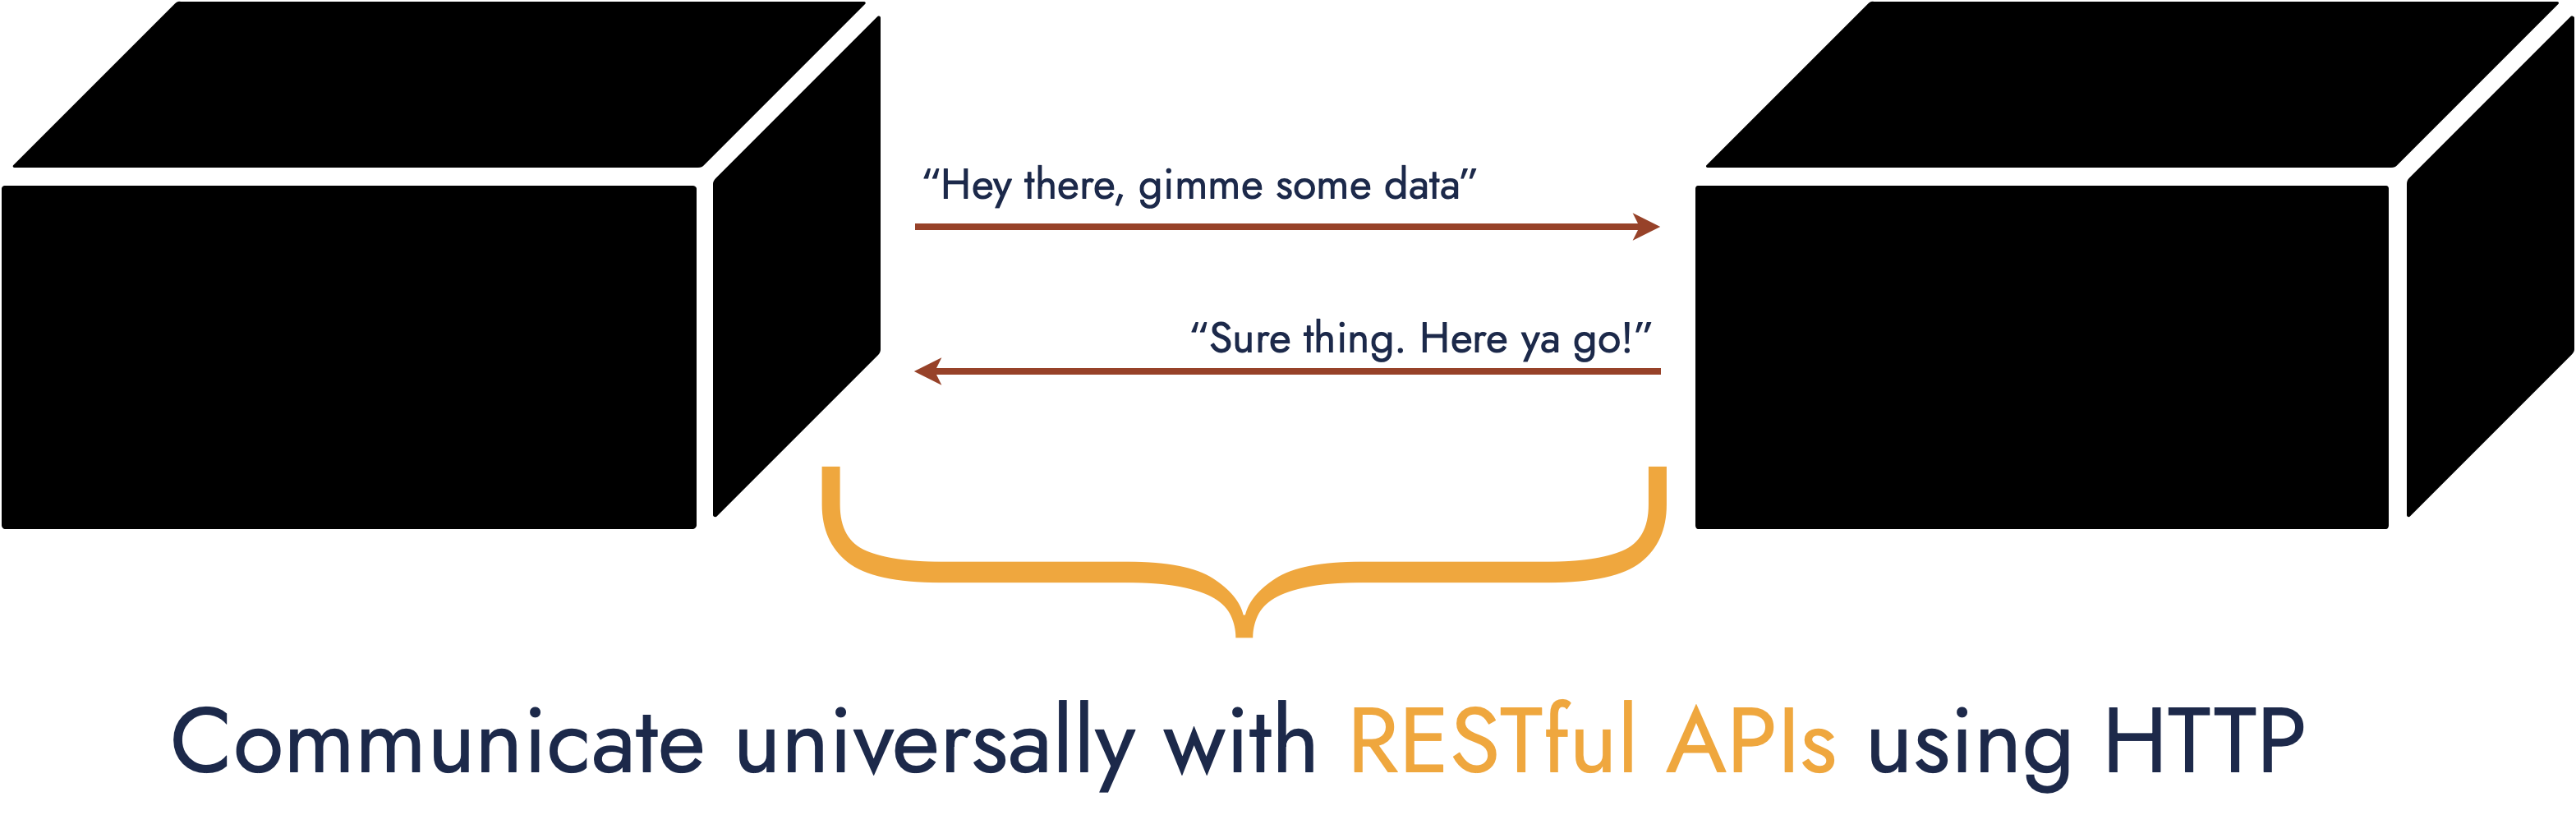 “Hey there, gimme some data”
“Sure thing. Here ya go!”
Communicate universally with RESTful APIs using HTTP